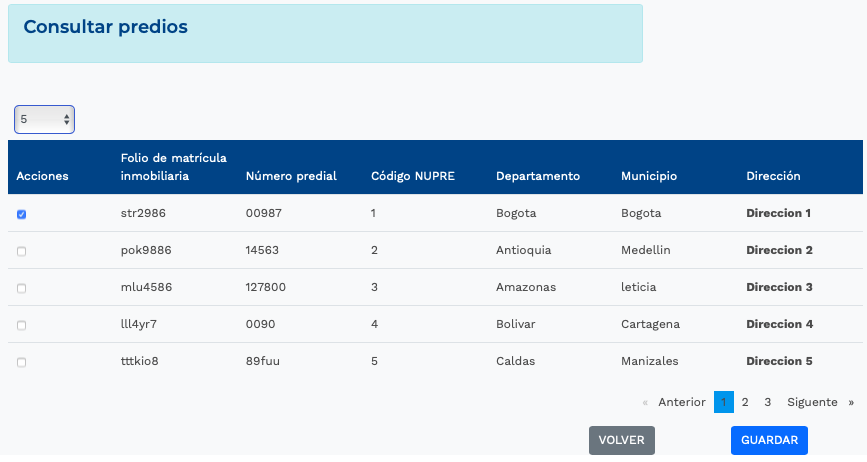 Consultar predios
5
Acciones Folio de matrícula inmobiliaria Número predial Código NUPRE Departamento Municipio Dirección
str2986 00987 1 Bogota Bogota Direccion 1
pok9886 14563 2 Antioquia Medellin Direccion 2
mlu4586 127800 3 Amazonas leticia Direccion 3
lll4yr7 0090 4 Bolivar Cartagena Direccion 4
tttkio8 89fuu 5 Caldas Manizales Direccion 5
« Anterior 1 2 3 Siguente »
VOLVER GUARDAR